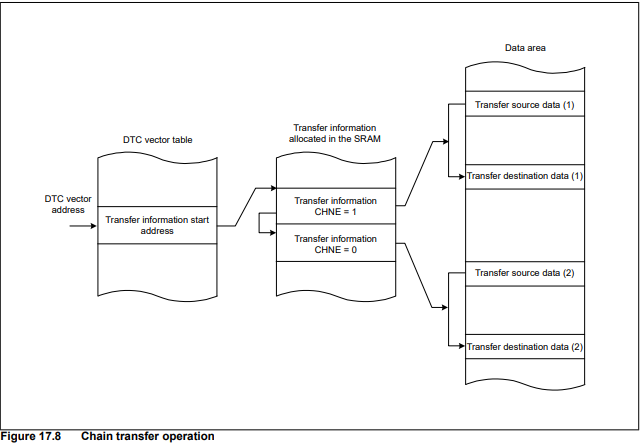 Data area
Transfer source data (1)
Transfer information
allocated in the SRAM
DTC vector table
Transfer destination data (1)
DTC vector
address
Transfer information
CHNE = 1
Transfer information start
address
Transfer information
CHNE = 0
Transfer source data (2)
Transfer destination data (2)
Figure 17.8 Chain transfer operation